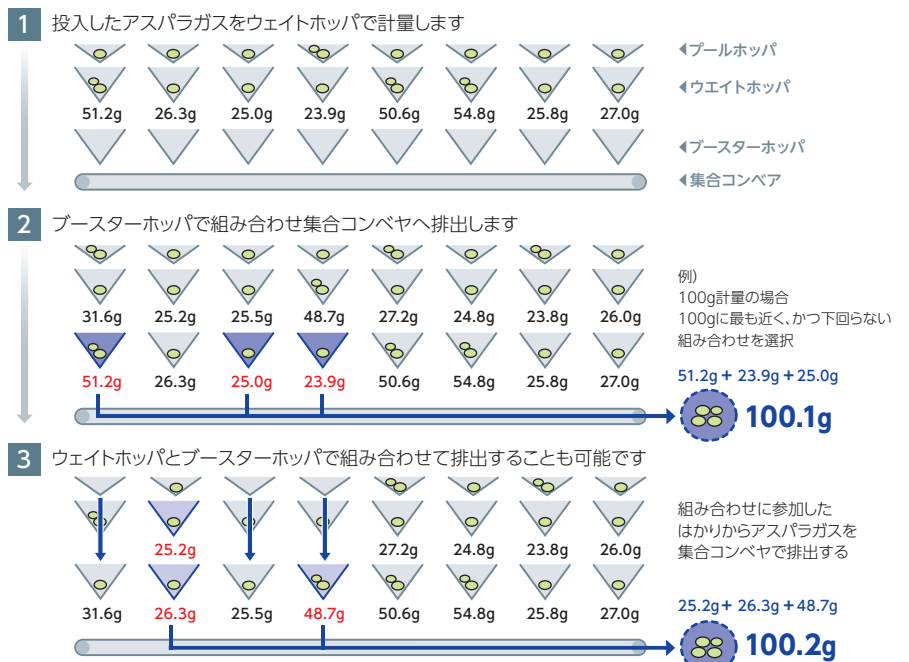 1 投入したアスパラガスをウェイトホッパで計量します
◀プールホッパ
◀ウエイトホッパ
51.2g 26.3g 25.0g 23.9g 50.6g 54.8g 25.8g 27.0g
◀ブースターホッパ
◀集合コンベア
2 ブースターホッパで組み合わせ集合コンベヤへ排出します
31.6g 25.2g 25.5g 48.7g 27.2g 24.8g 23.8g 26.0g
51.2g 26.3g 25.0g 23.9g 50.6g 54.8g 25.8g 27.0g
例)
100g計量の場合
100gに最も近く、かつ下回らない
組み合わせを選択
51.2g+ 23.9g+25.0g
100.1g
3 ウェイトホッパとブースターホッパで組み合わせて排出することも可能です
25.2g 27.2g 24.8g 23.8g 26.0g
31.6g 26.3g 25.5g 48.7g 50.6g 54.8g 25.8g 27.0g
組み合わせに参加した
はかりからアスパラガスを
集合コンベヤで排出する
25.2g+ 26.3g+48.7g
100.2g